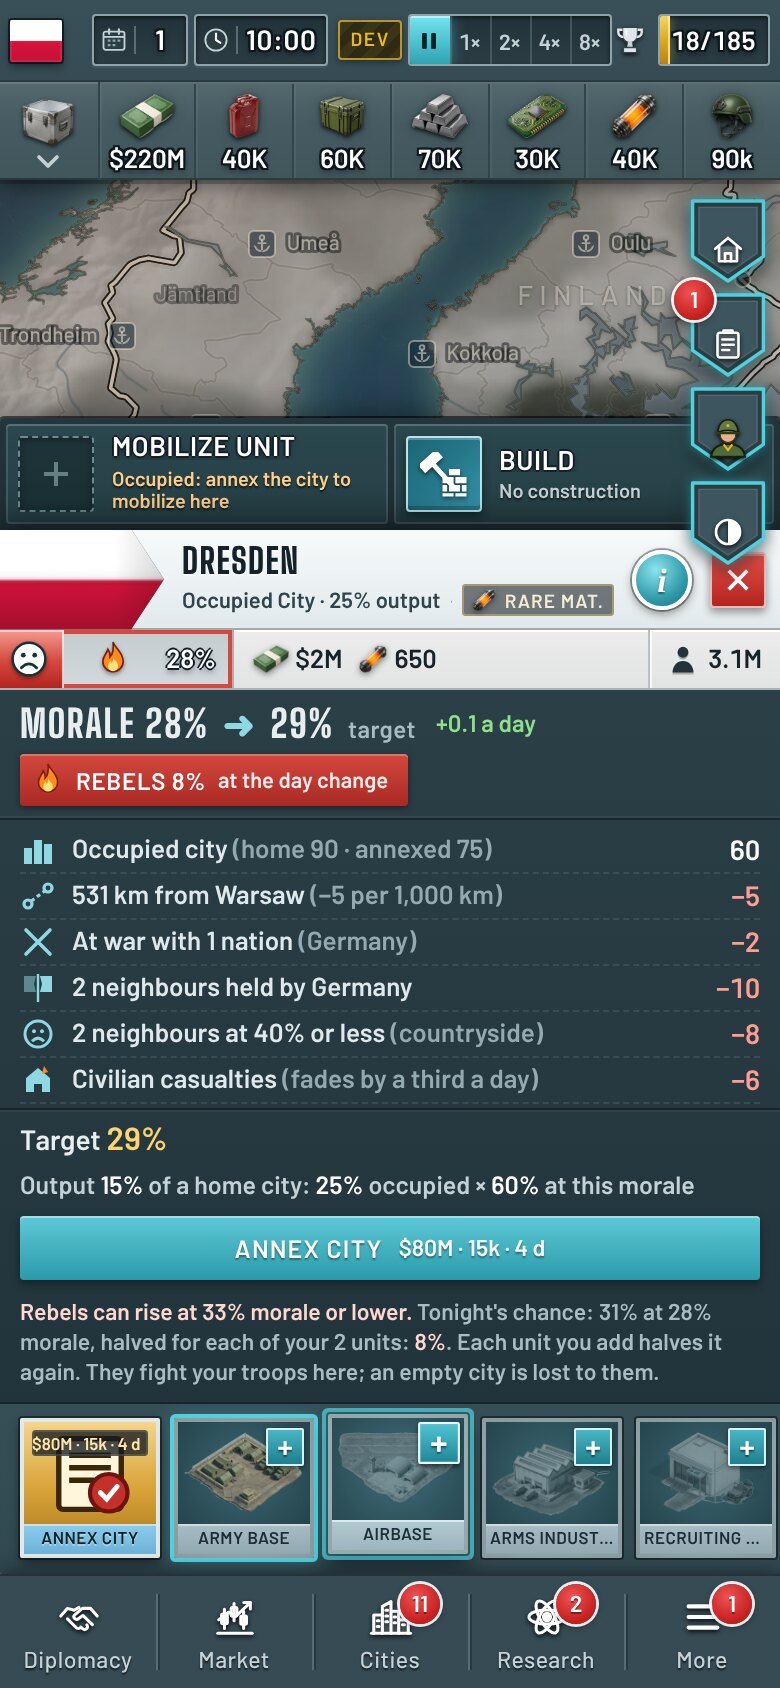 1
10:00
DEV
1×
2×
4×
8×
18/185
$220M
40K
60K
70K
30K
40K
90k
Umeå
Oulu
Jämtland
FINLAND
1
Trondheim
Kokkola
MOBILIZE UNIT
Occupied: annex the city to
mobilize here
BUILD
No construction
DRESDEN
Occupied City · 25% output ·
RARE MAT.
i
28%
$2M
650
3.1M
MORALE 28% → 29% target +0.1 a day
REBELS 8% at the day change
Occupied city (home 90 · annexed 75) 60
531 km from Warsaw (−5 per 1,000 km) −5
At war with 1 nation (Germany) −2
2 neighbours held by Germany −10
2 neighbours at 40% or less (countryside) −8
Civilian casualties (fades by a third a day) −6
Target 29%
Output 15% of a home city: 25% occupied × 60% at this morale
ANNEX CITY $80M · 15k · 4 d
Rebels can rise at 33% morale or lower. Tonight's chance: 31% at 28%
morale, halved for each of your 2 units: 8%. Each unit you add halves it
again. They fight your troops here; an empty city is lost to them.
$80M · 15k · 4 d
ANNEX CITY
ARMY BASE
AIRBASE
ARMS INDUST...
RECRUITING ...
11
2
1
Diplomacy
Market
Cities
Research
More